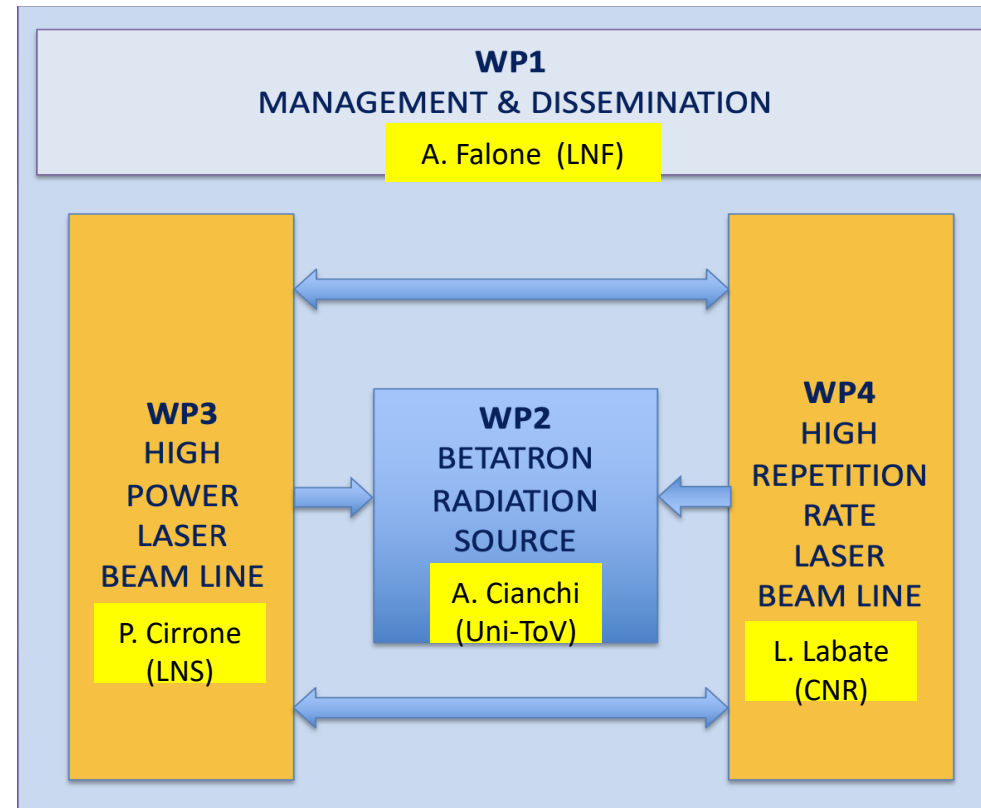 WP1
MANAGEMENT & DISSEMINATION
A. Falone (LNF)
WP3
HIGH
POWER
LASER
BEAM LINE
P. Cirrone
(LNS)
WP2
BETATRON
RADIATION
SOURCE
A. Cianchi
(Uni-ToV)
WP4
HIGH
REPETITION
RATE
LASER
BEAM LINE
L. Labate
(CNR)